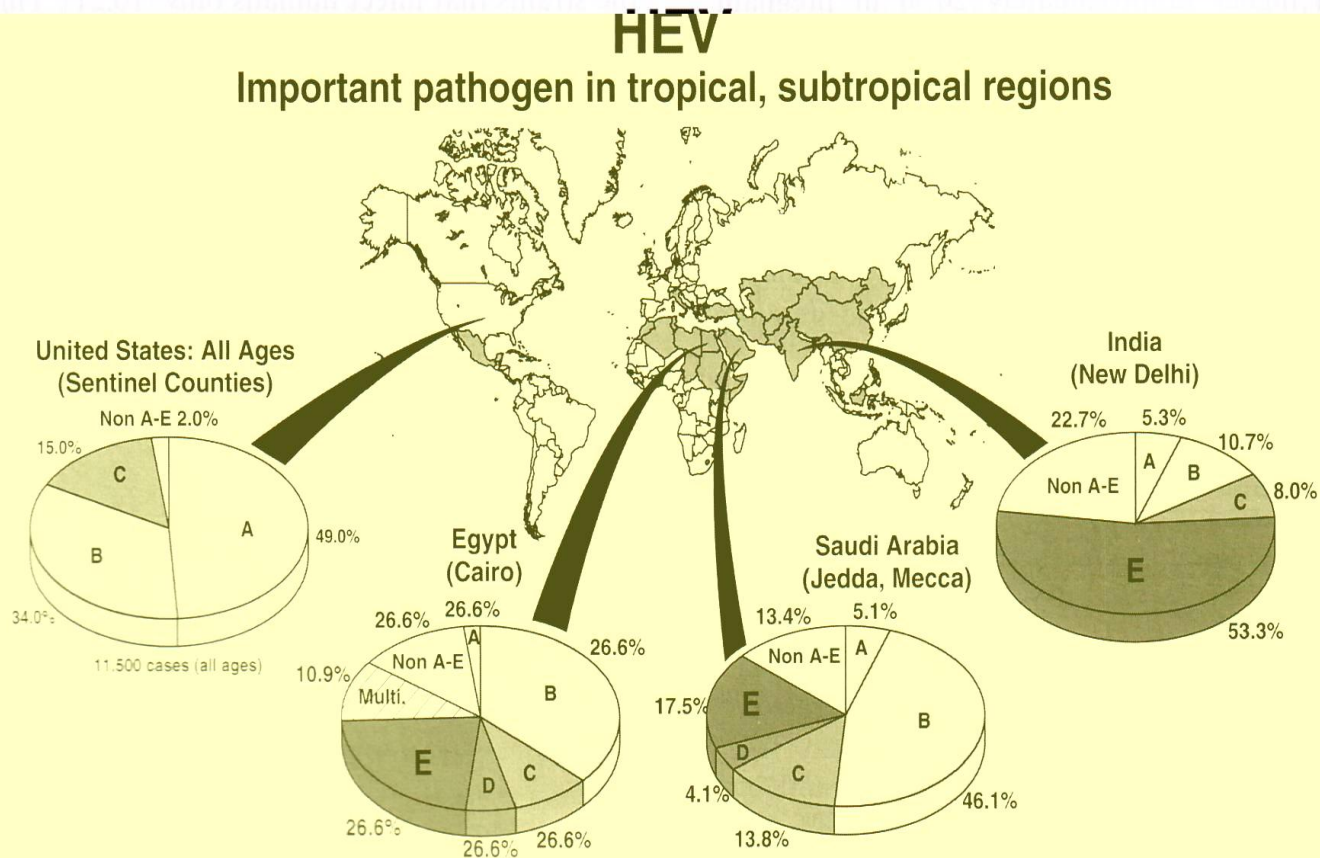 HEV
Important pathogen in tropical, subtropical regions
United States: All Ages
(Sentinel Counties)
Non A-E 2.0%
15.0%
C
A
49.0%
B
34.0%
11.500 cases (all ages)
Egypt
(Cairo)
26.6%
26.6%
A
26.6%
Non A-E
B
10.9%
Multi.
E
D
C
26.6%
26.6%
26.6%
Saudi Arabia
(Jedda, Mecca)
13.4%
5.1%
Non A-E
A
17.5%
E
B
D
C
4.1%
46.1%
13.8%
India
(New Delhi)
22.7%
5.3%
10.7%
A
B
Non A-E
C
8.0%
E
53.3%